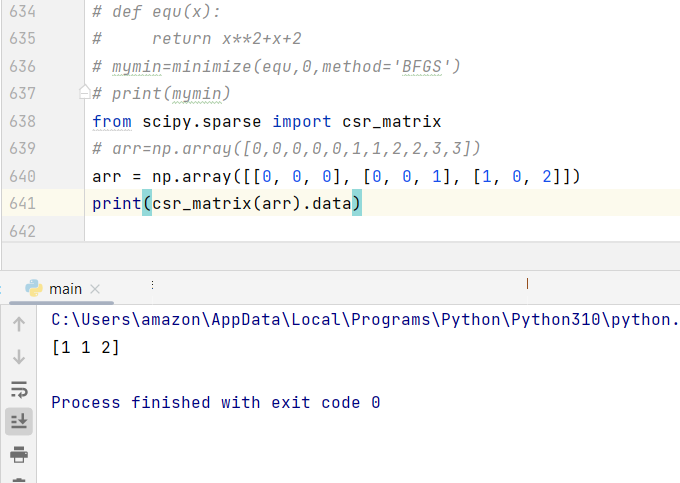 634 # def equ(x):
635 #     return x**2+x+2
636 # mymin=minimize(equ,0,method='BFGS')
637 # print(mymin)
638 from scipy.sparse import csr_matrix
639 # arr=np.array([0,0,0,0,0,1,1,2,2,3,3])
640 arr = np.array([[0, 0, 0], [0, 0, 1], [1, 0, 2]])
641 print(csr_matrix(arr).data)
642
main
C:\Users\amazon\AppData\Local\Programs\Python\Python310\python.
[1 1 2]
Process finished with exit code 0